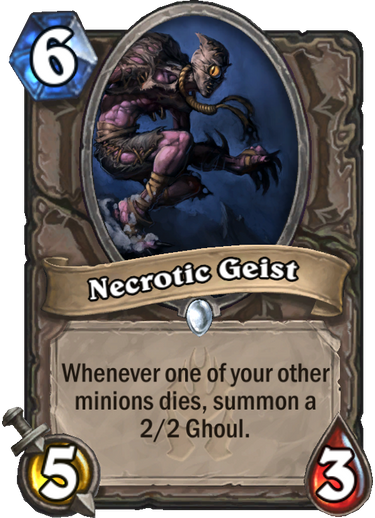 6
Necrotic Geist
Whenever one of your other
minions dies, summon a
2/2 Ghoul.
5
3